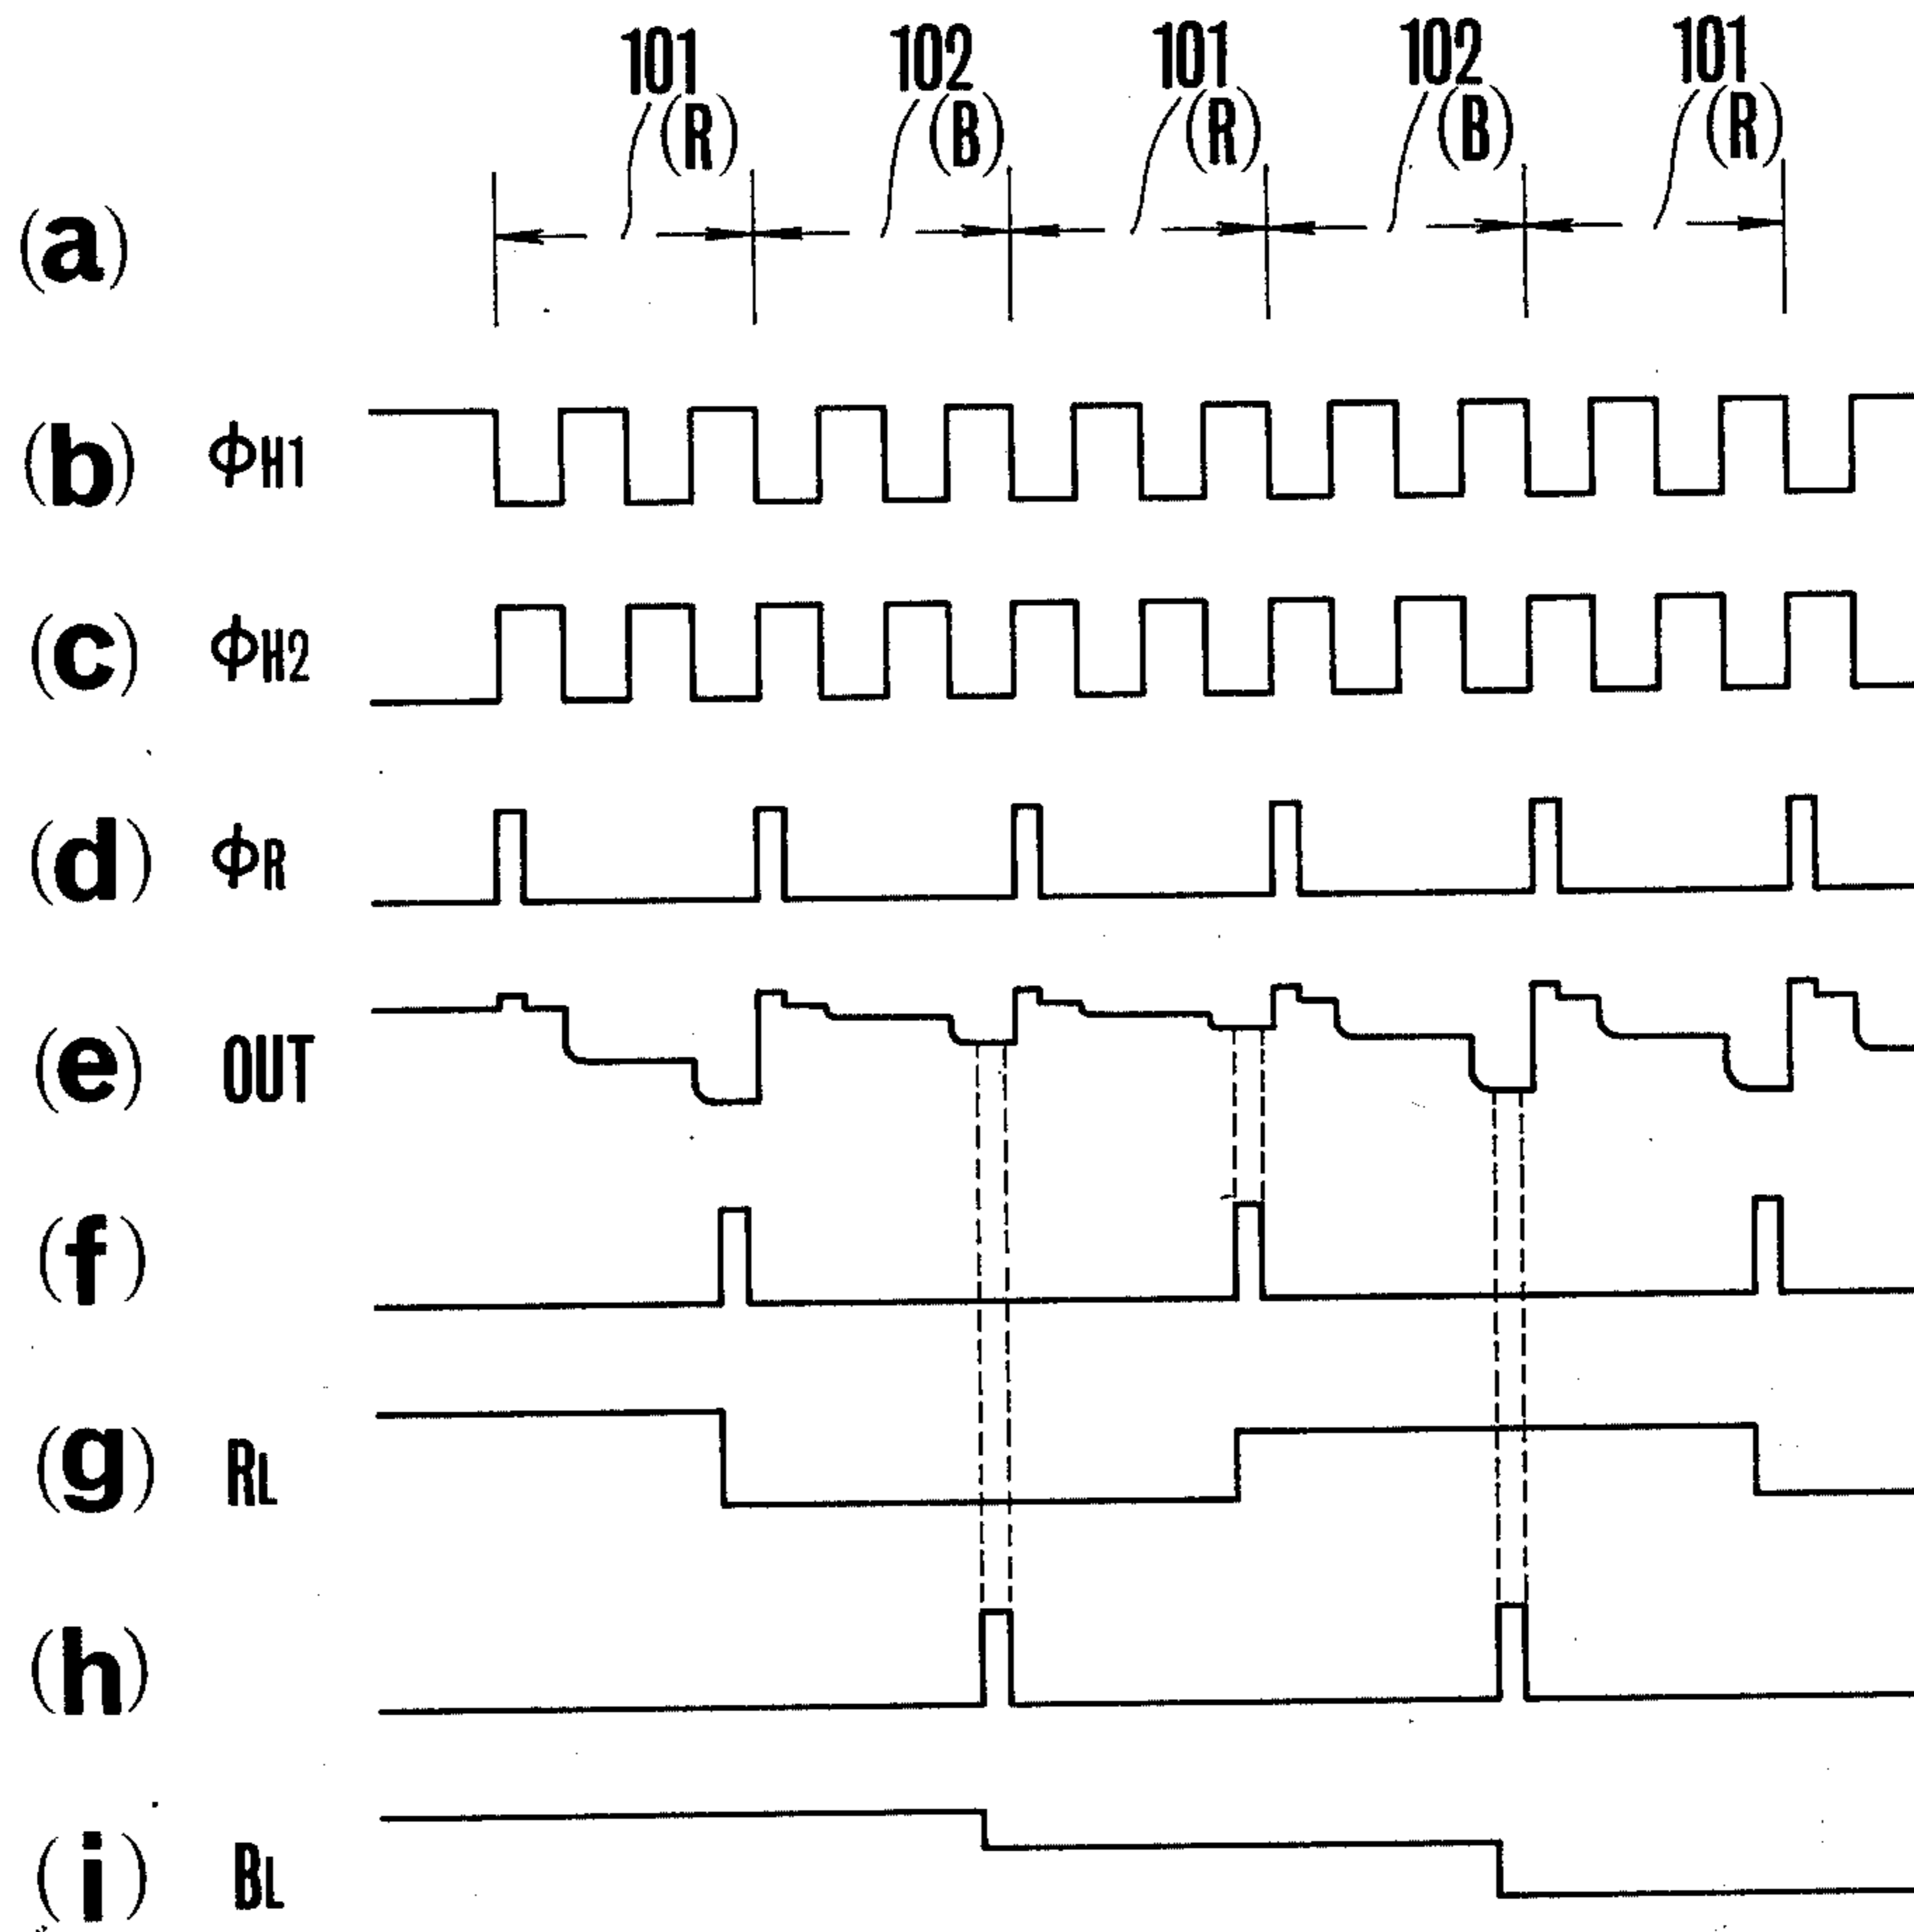 101 102 101 102 101
(R) (B) (R) (B) (R)
(a)
(b) ΦH1
(c) ΦH2
(d) ΦR
(e) OUT
(f)
(g) RL
(h)
(i) BL